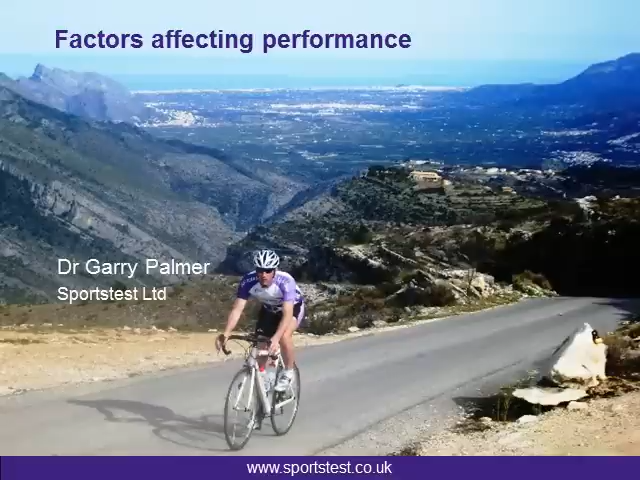 Factors affecting performance
Dr Garry Palmer
Sportstest Ltd
www.sportstest.co.uk